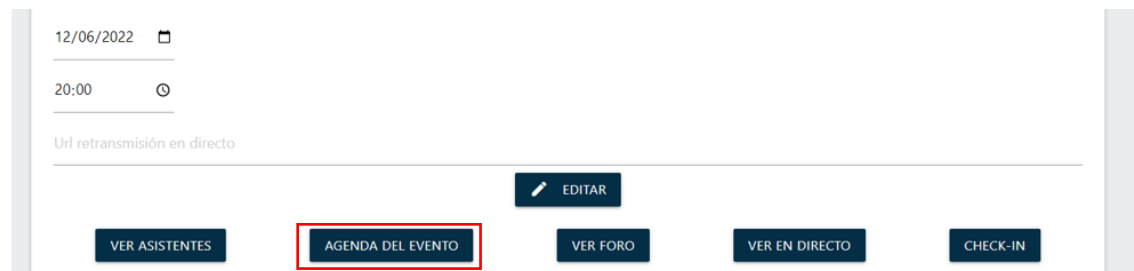 12/06/2022
20:00
Url retransmisión en directo
EDITAR
VER ASISTENTES AGENDA DEL EVENTO VER FORO VER EN DIRECTO CHECK-IN